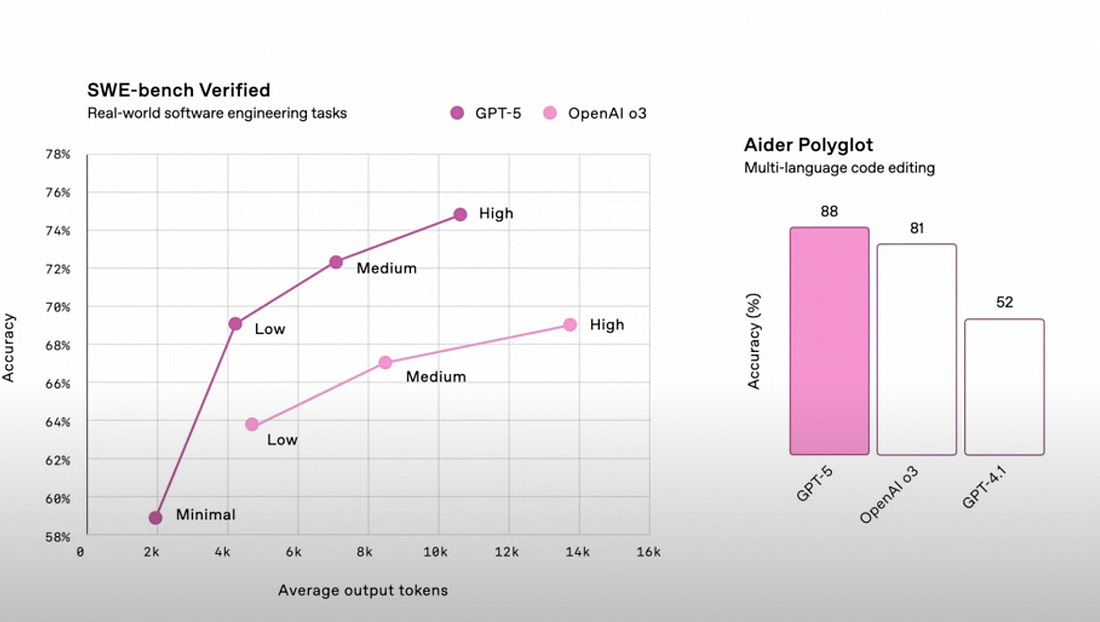 SWE-bench Verified
Real-world software engineering tasks
GPT-5
OpenAI o3
78%
76%
74%
72%
70%
68%
66%
64%
62%
60%
58%
Accuracy
High
Medium
Low
Minimal
High
Medium
Low
0 2k 4k 6k 8k 10k 12k 14k 16k
Average output tokens
Aider Polyglot
Multi-language code editing
Accuracy (%)
88
81
52
GPT-5
OpenAI o3
GPT-4.1